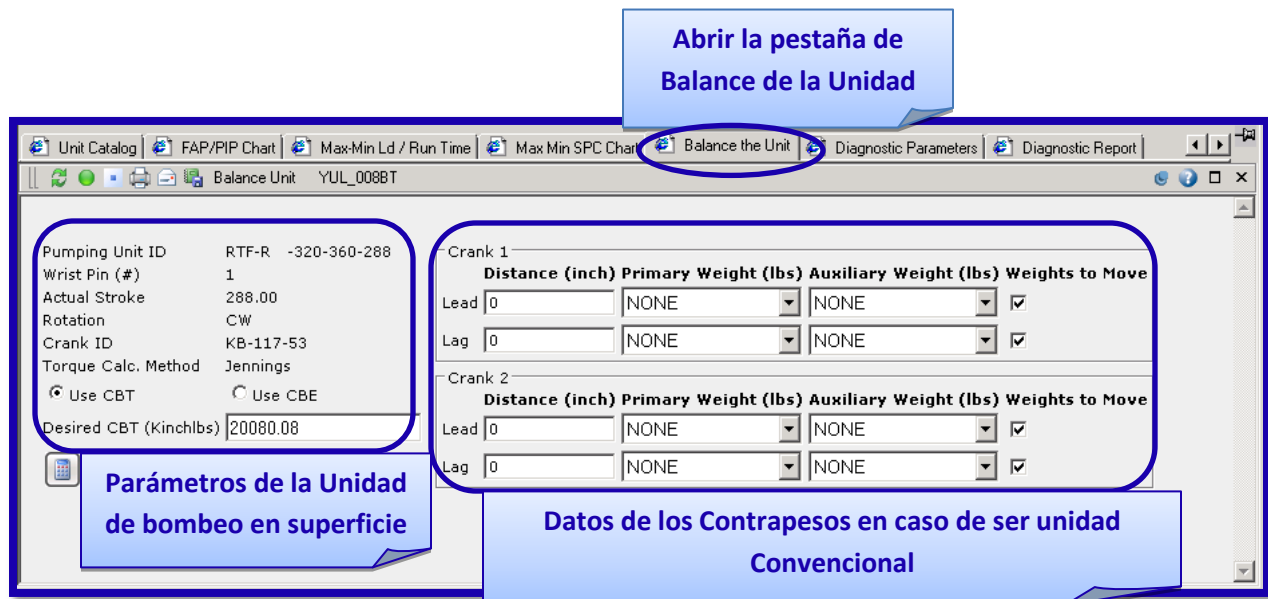 Abrir la pestaña de
Balance de la Unidad
Unit Catalog FAP/PIP Chart Max-Min Ld / Run Time Max Min SPC Chart Balance the Unit Diagnostic Parameters Diagnostic Report
Balance Unit YUL_008BT
Pumping Unit ID RTF-R -320-360-288
Wrist Pin (#) 1
Actual Stroke 288.00
Rotation CW
Crank ID KB-117-53
Torque Calc. Method Jennings
Use CBT Use CBE
Desired CBT (Kinchlbs) 20080.08
Crank 1
Distance (inch) Primary Weight (lbs) Auxiliary Weight (lbs) Weights to Move
Lead 0 NONE NONE
Lag 0 NONE NONE
Crank 2
Distance (inch) Primary Weight (lbs) Auxiliary Weight (lbs) Weights to Move
Lead 0 NONE NONE
Lag 0 NONE NONE
Parámetros de la Unidad
de bombeo en superficie
Datos de los Contrapesos en caso de ser unidad
Convencional